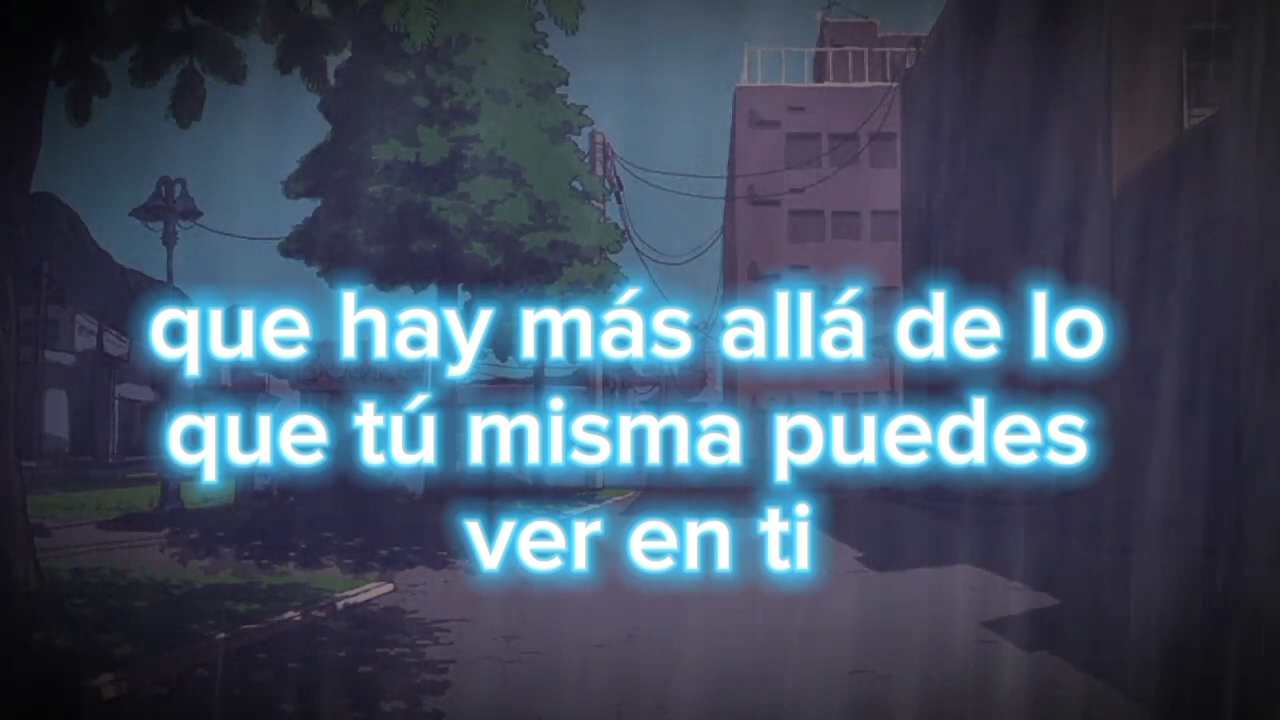 que hay más allá de lo
que tú misma puedes
ver en ti